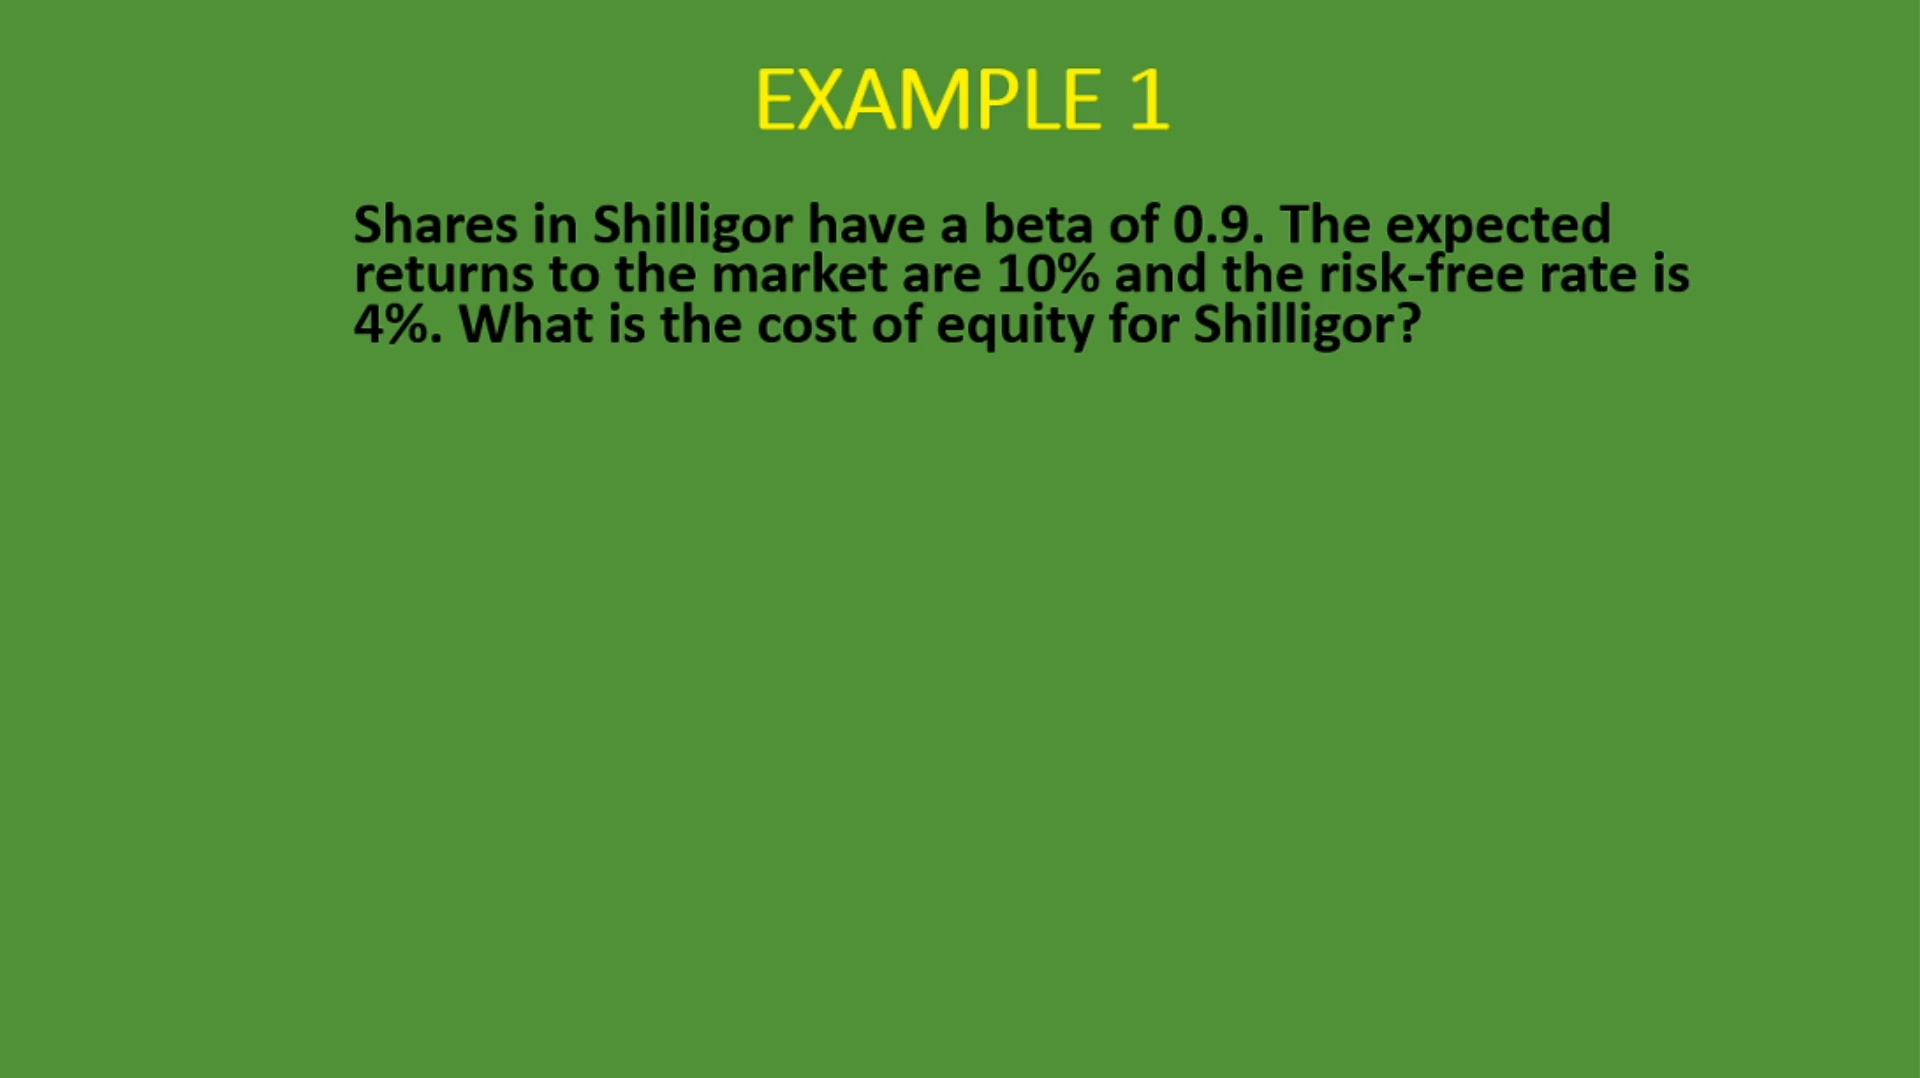 EXAMPLE 1
Shares in Shilligor have a beta of 0.9. The expected
returns to the market are 10% and the risk-free rate is
4%. What is the cost of equity for Shilligor?